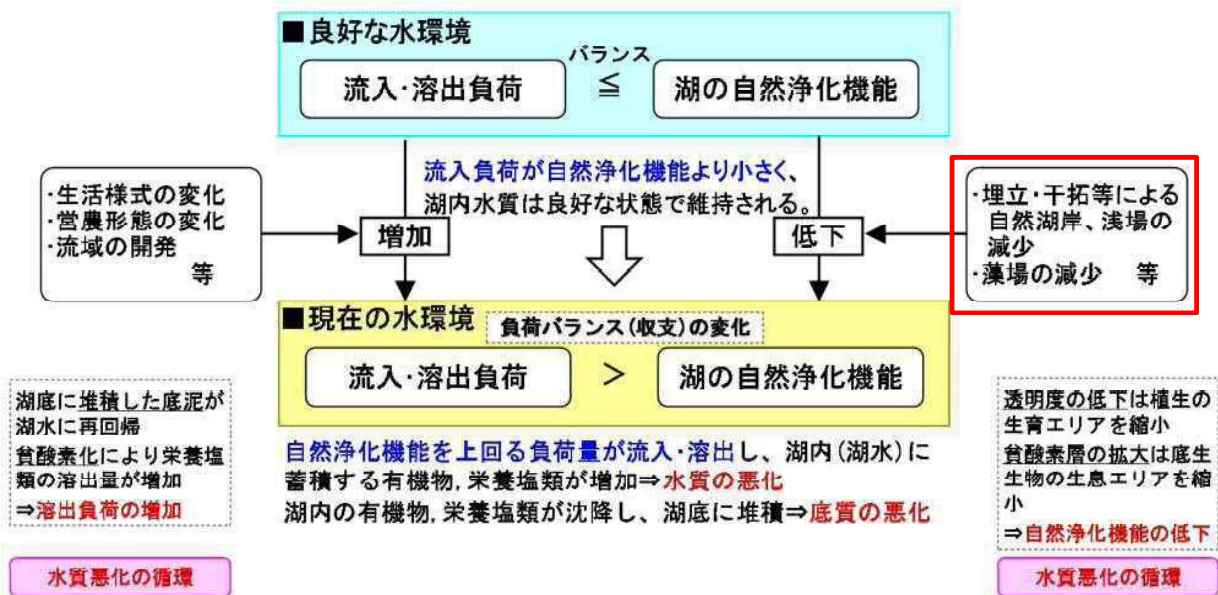 ■良好な水環境
バランス
流入・溶出負荷
≦
湖の自然浄化機能
流入負荷が自然浄化機能より小さく、
湖内水質は良好な状態で維持される。
・生活様式の変化
・営農形態の変化
・流域の開発
等
増加
低下
・埋立・干拓等による
自然湖岸、浅場の
減少
・藻場の減少 等
■現在の水環境
負荷バランス(収支)の変化
流入・溶出負荷
＞
湖の自然浄化機能
湖底に堆積した底泥が
湖水に再回帰
貧酸素化により栄養塩
類の溶出量が増加
⇒溶出負荷の増加
水質悪化の循環
自然浄化機能を上回る負荷量が流入・溶出し、湖内(湖水)に
蓄積する有機物,栄養塩類が増加⇒水質の悪化
湖内の有機物,栄養塩類が沈降し、湖底に堆積⇒底質の悪化
透明度の低下は植生の
生育エリアを縮小
貧酸素層の拡大は底生
生物の生息エリアを縮
小
⇒自然浄化機能の低下
水質悪化の循環